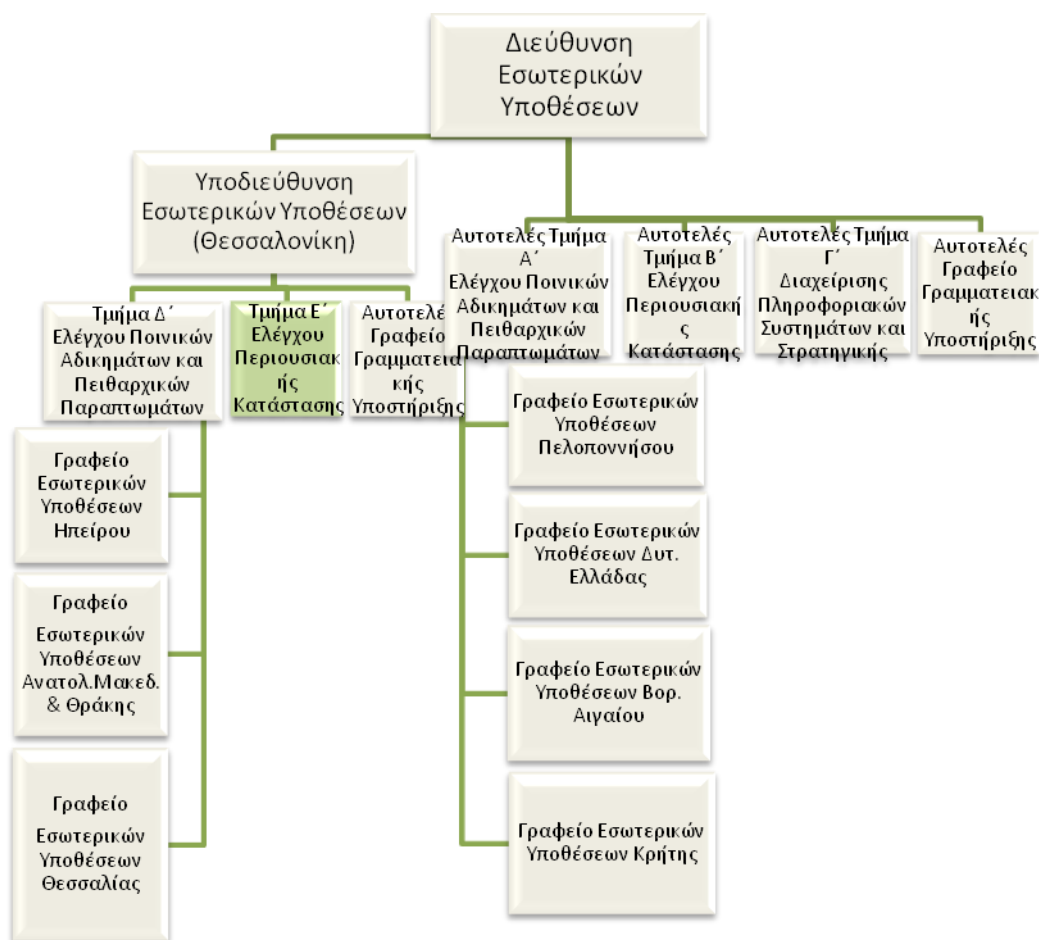 Διεύθυνση
Εσωτερικών
Υποθέσεων
Υποδιεύθυνση
Εσωτερικών Υποθέσεων
(Θεσσαλονίκη)
Αυτοτελές Τμήμα
Α΄
Ελέγχου Ποινικών
Αδικημάτων και
Πειθαρχικών
Παραπτωμάτων
Αυτοτελές
Τμήμα Β΄
Ελέγχου
Περιουσιακή
ς
Κατάστασης
Αυτοτελές Τμήμα
Γ΄
Διαχείρισης
Πληροφοριακών
Συστημάτων και
Στρατηγικής
Αυτοτελές
Γραφείο
Γραμματειακ
ής
Υποστήριξης
Τμήμα Δ΄
Ελέγχου Ποινικών
Αδικημάτων και
Πειθαρχικών
Παραπτωμάτων
Τμήμα Ε΄
Ελέγχου
Περιουσιακ
ής
Κατάστασης
Αυτοτελές
Γραφείο
Γραμματεια
κής
Υποστήριξης
Γραφείο
Εσωτερικών
Υποθέσεων
Ηπείρου
Γραφείο
Εσωτερικών
Υποθέσεων
Ανατολ.Μακεδ.
& Θράκης
Γραφείο
Εσωτερικών
Υποθέσεων
Θεσσαλίας
Γραφείο Εσωτερικών
Υποθέσεων
Πελοποννήσου
Γραφείο Εσωτερικών
Υποθέσεων Δυτ.
Ελλάδας
Γραφείο Εσωτερικών
Υποθέσεων Βορ.
Αιγαίου
Γραφείο Εσωτερικών
Υποθέσεων Κρήτης